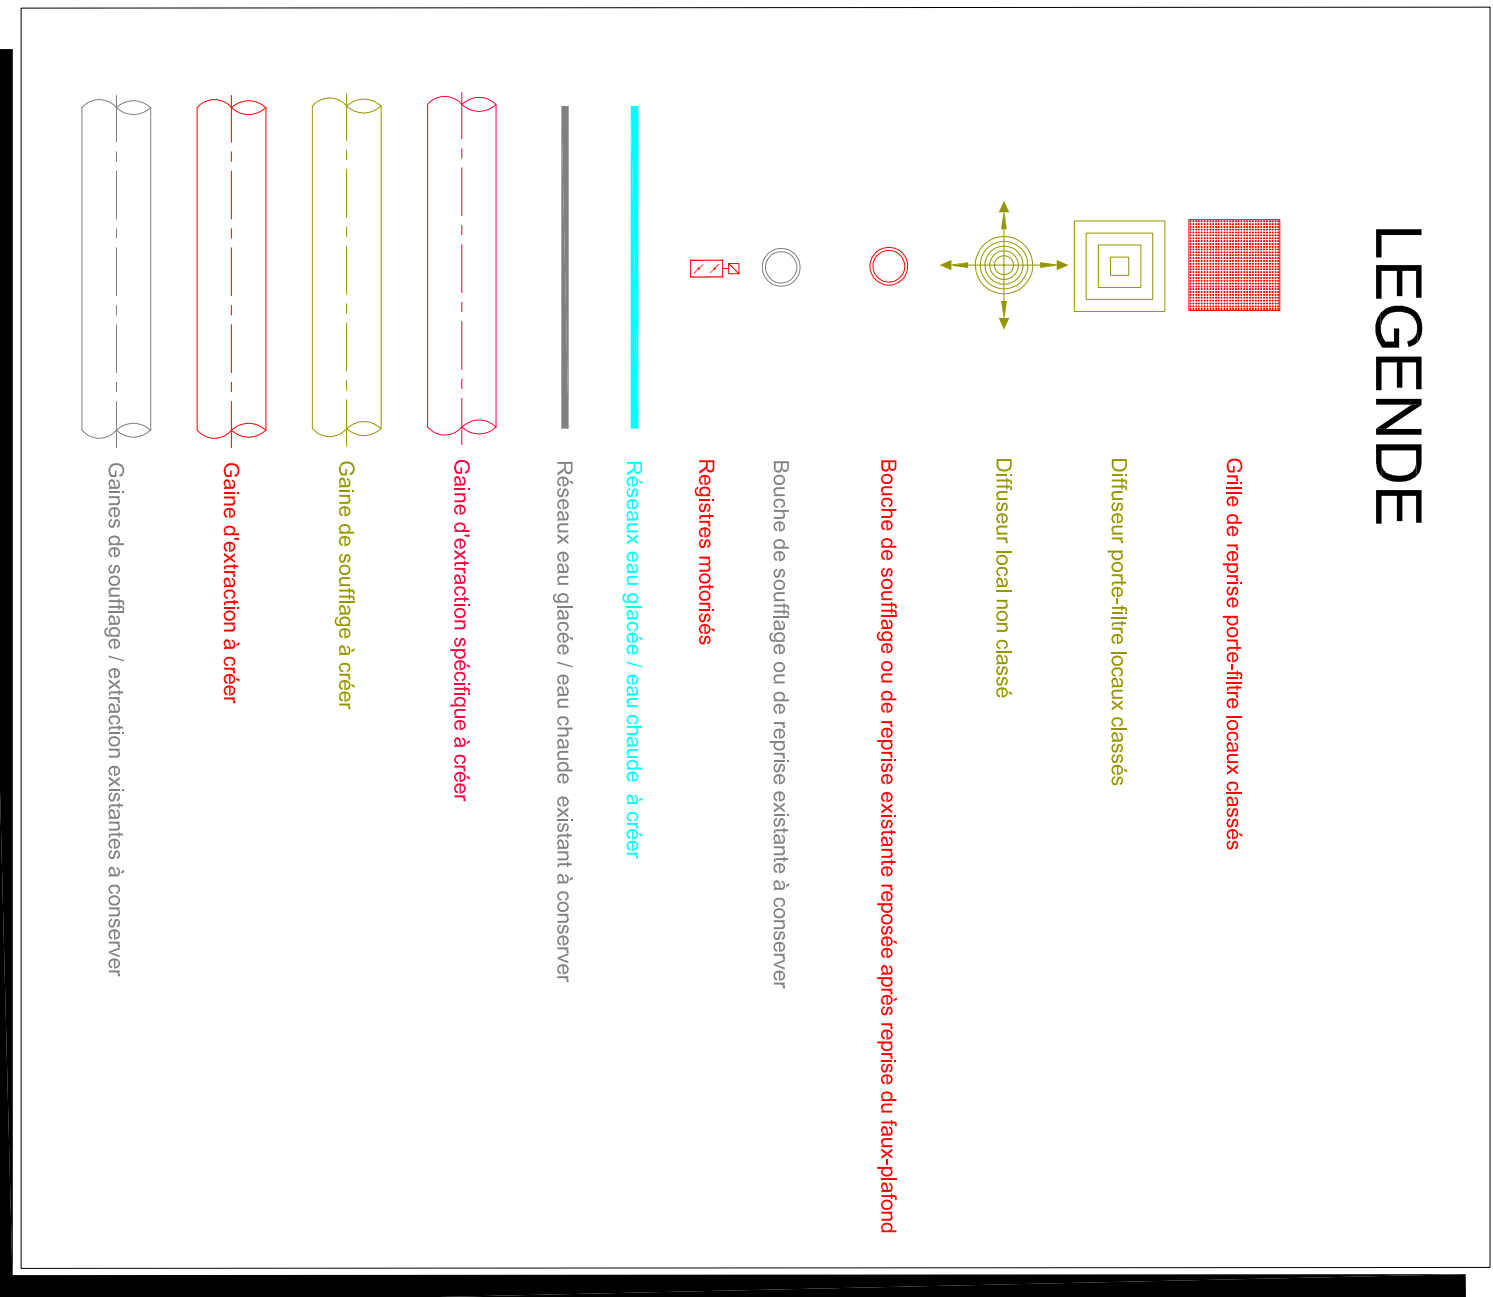 LEGENDE
Grille de reprise porte-filtre locaux classés
Diffuseur porte-filtre locaux classés
Diffuseur local non classé
Bouche de soufflage ou de reprise existante reposée après reprise du faux-plafond
Bouche de soufflage ou de reprise existante à conserver
Registres motorisés
Réseaux eau glacée / eau chaude à créer
Réseaux eau glacée / eau chaude existant à conserver
Gaine d'extraction spécifique à créer
Gaine de soufflage à créer
Gaine d'extraction à créer
Gaines de soufflage / extraction existantes à conserver